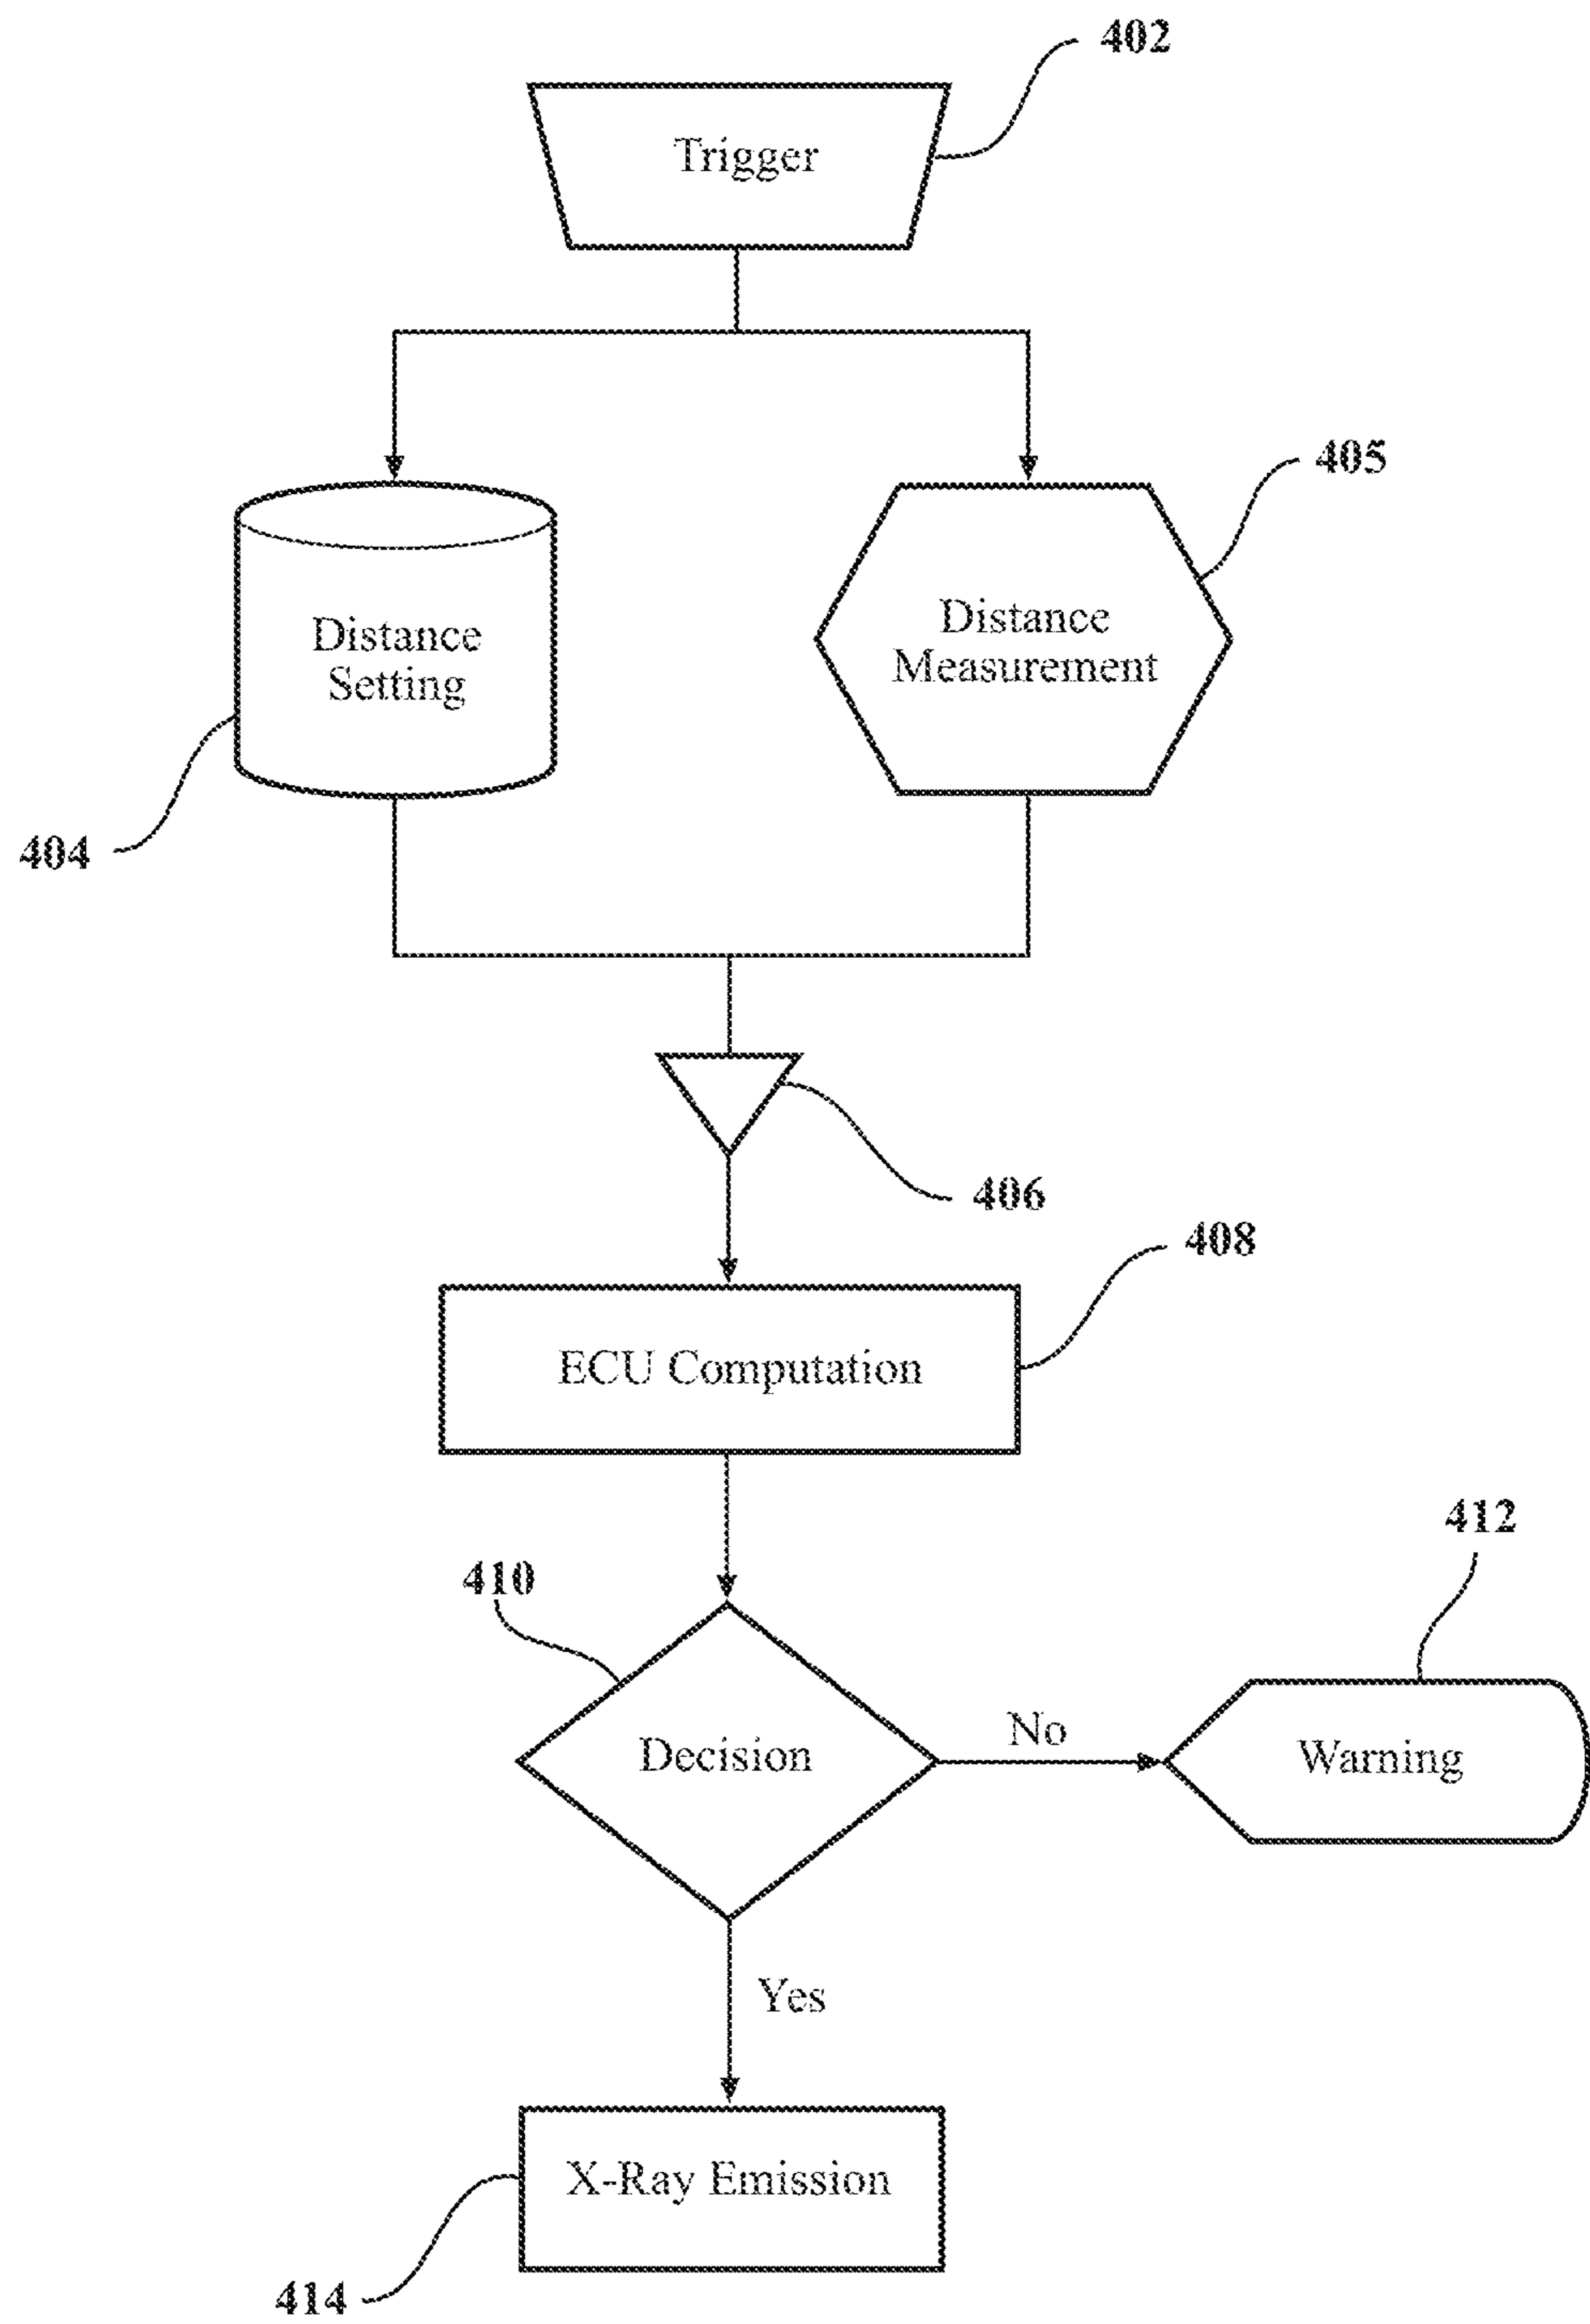 402
Trigger
405
Distance
Setting
Distance
Measurement
404
406
408
ECU Computation
412
410
Decision
No
Warning
Yes
X-Ray Emission
414